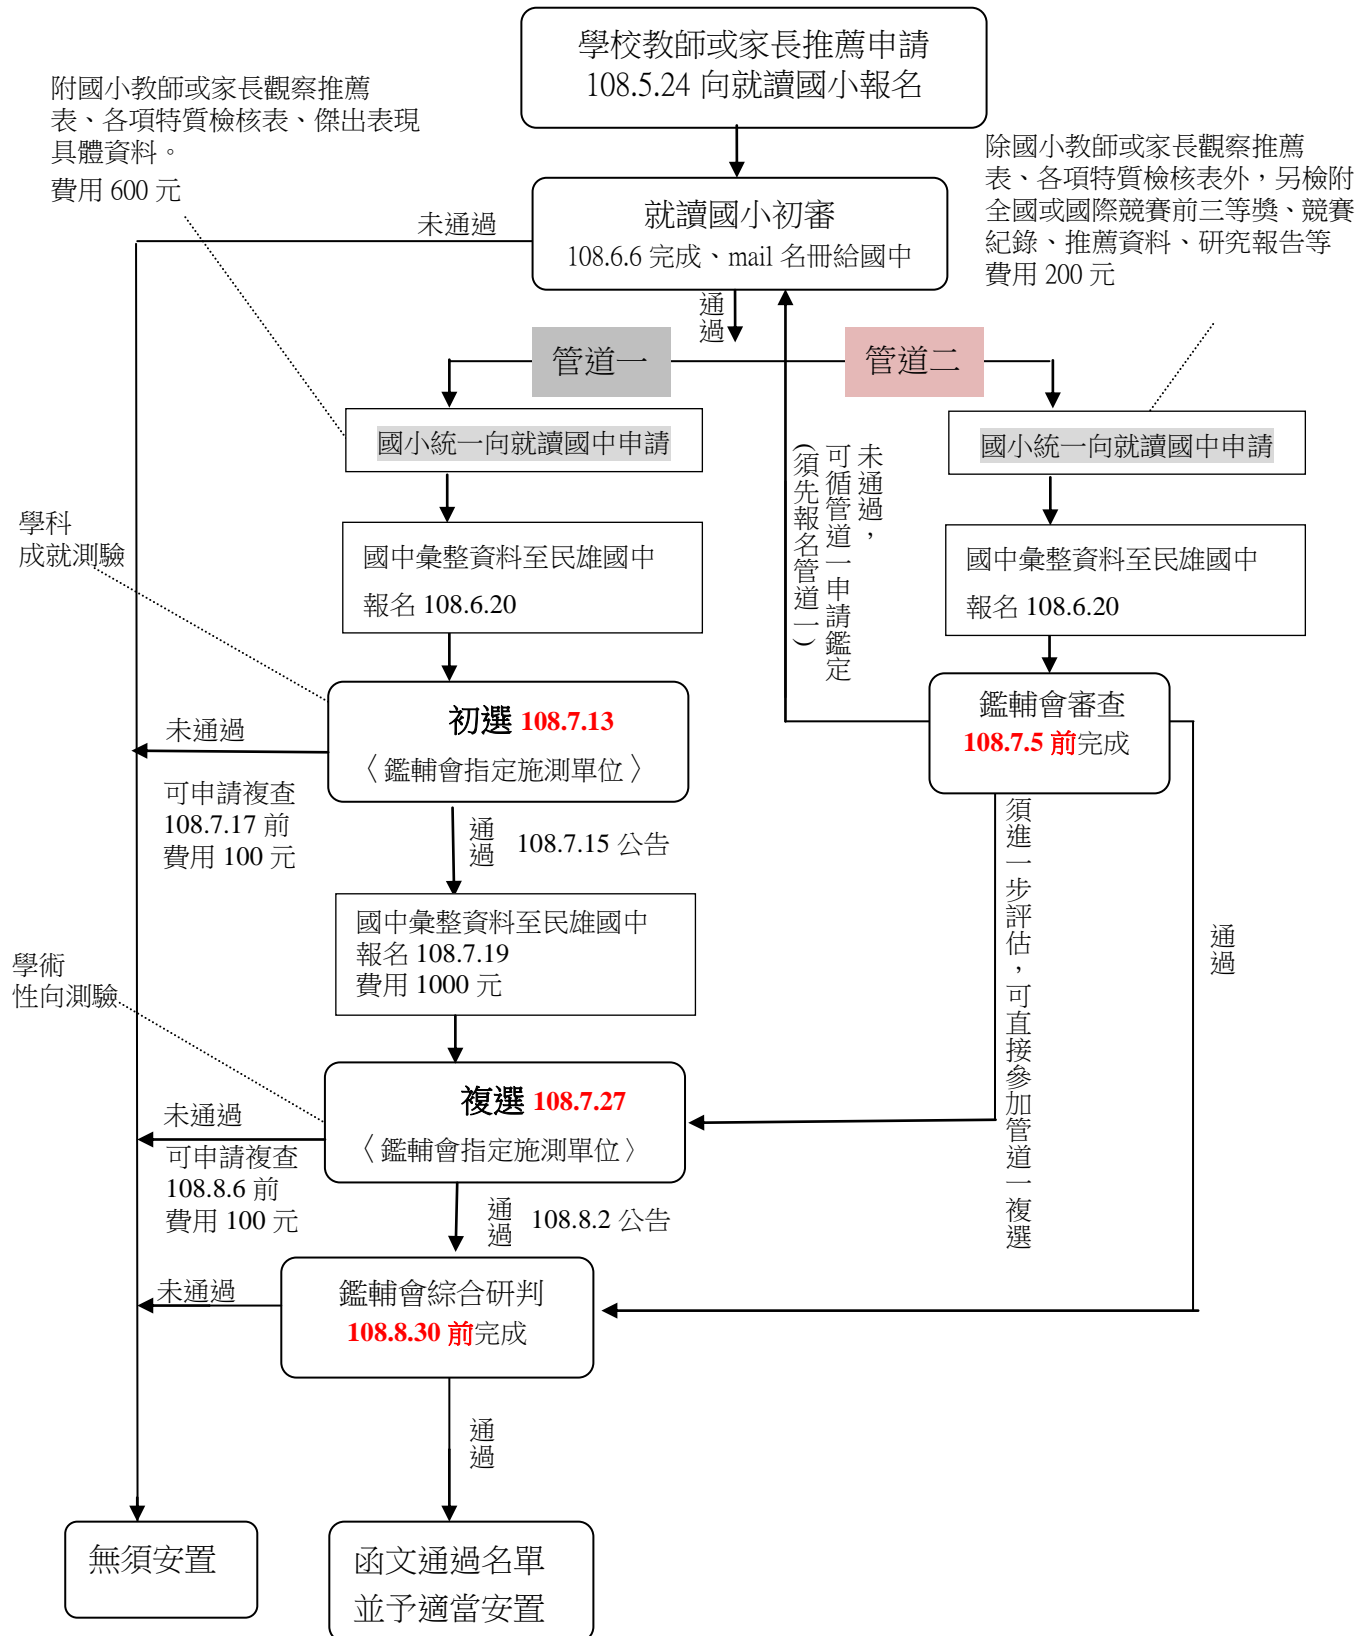 學校教師或家長推薦申請
108.5.24 向就讀國小報名
附國小教師或家長觀察推薦
表、各項特質檢核表、傑出表現
具體資料。
費用 600 元
除國小教師或家長觀察推薦
表、各項特質檢核表外，另檢附
全國或國際競賽前三等獎、競賽
紀錄、推薦資料、研究報告等
費用 200 元
就讀國小初審
108.6.6 完成、mail 名冊給國中
未通過
通過
管道一
管道二
國小統一向就讀國中申請
國小統一向就讀國中申請
未通過，
可循管道一申請鑑定
(須先報名管道一)
學科
成就測驗
國中彙整資料至民雄國中
報名 108.6.20
國中彙整資料至民雄國中
報名 108.6.20
初選 108.7.13
〈鑑輔會指定施測單位〉
鑑輔會審查
108.7.5 前完成
未通過
可申請複查
108.7.17 前
費用 100 元
通過
108.7.15 公告
須進一步評估，可直接參加管道一複選
通過
國中彙整資料至民雄國中
報名 108.7.19
費用 1000 元
學術
性向測驗
複選 108.7.27
〈鑑輔會指定施測單位〉
未通過
可申請複查
108.8.6 前
費用 100 元
通過
108.8.2 公告
鑑輔會綜合研判
108.8.30 前完成
未通過
通過
無須安置
函文通過名單
並予適當安置